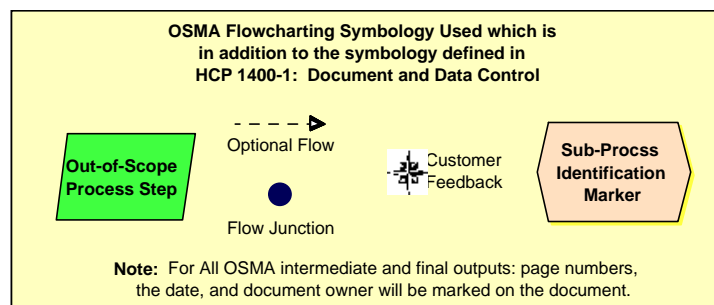 OSMA Flowcharting Symbology Used which is
in addition to the symbology defined in
HCP 1400-1: Document and Data Control
Out-of-Scope
Process Step
Optional Flow
Flow Junction
Customer
Feedback
Sub-Procss
Identification
Marker
Note: For All OSMA intermediate and final outputs: page numbers,
the date, and document owner will be marked on the document.